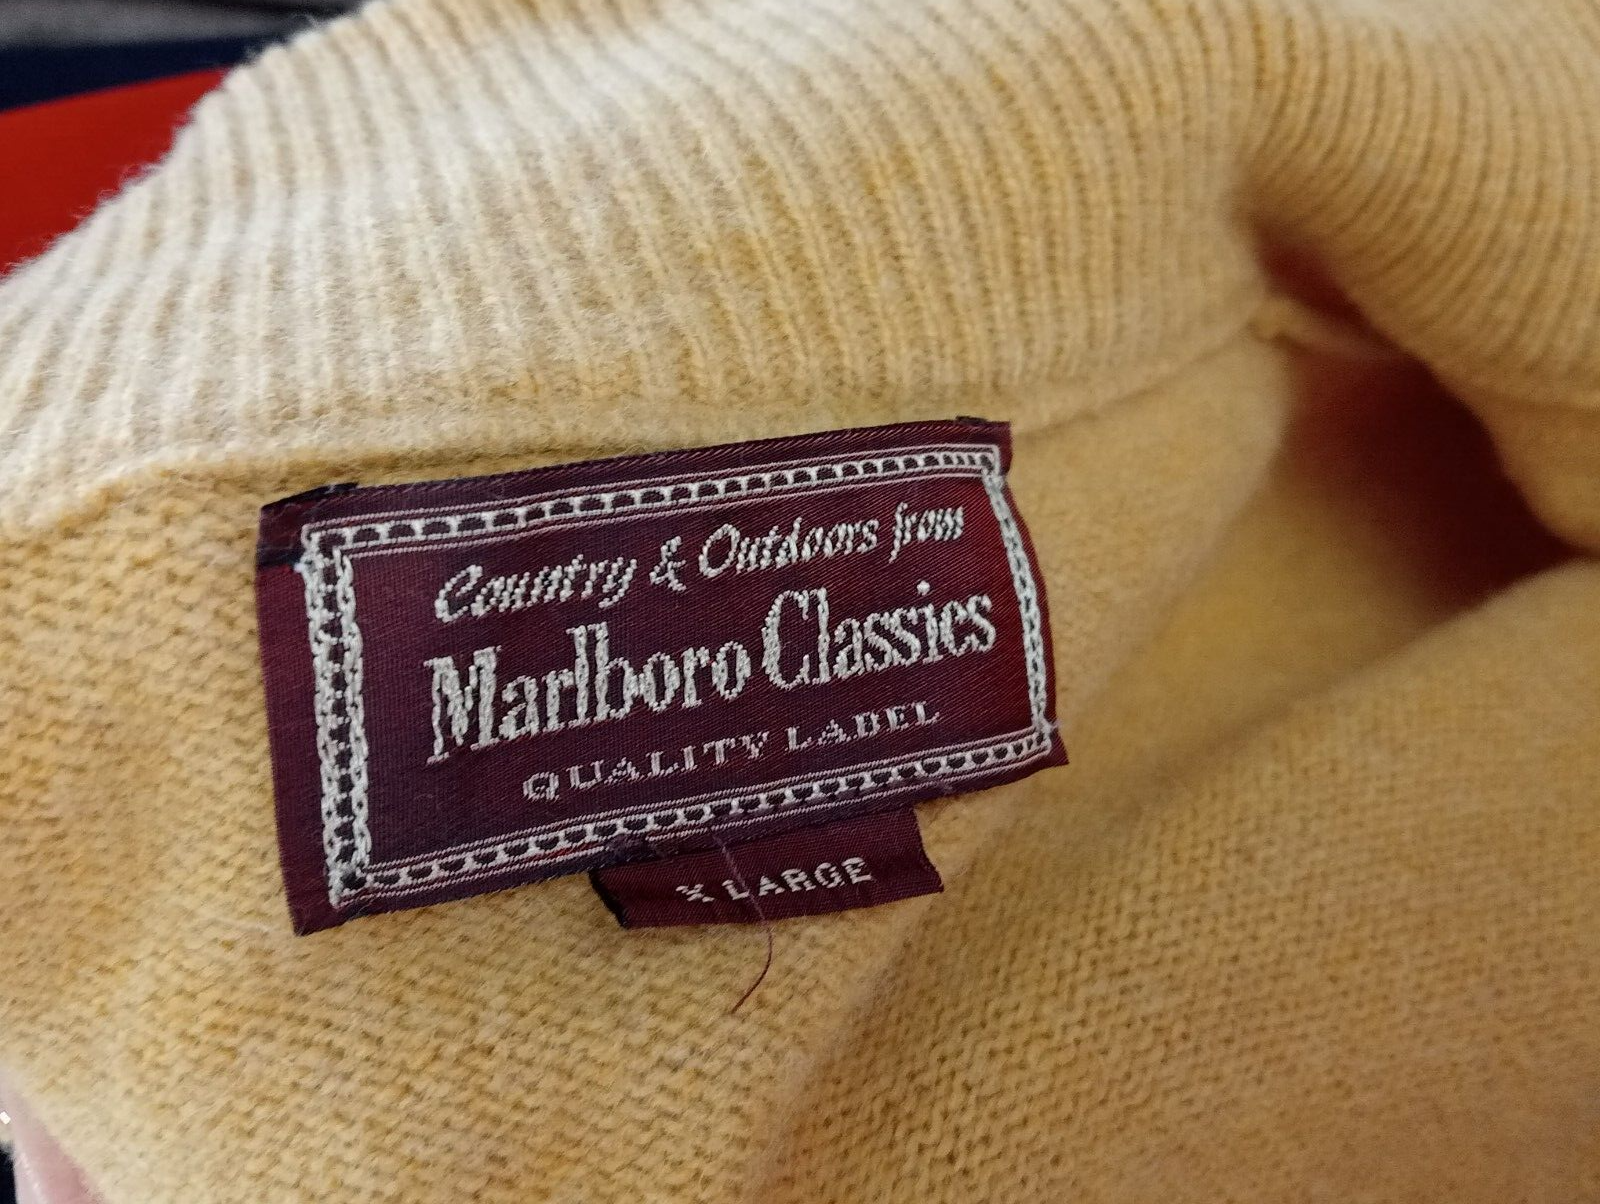 Country & Outdoors from
Marlboro Classics
QUALITY LABEL
X LARGE